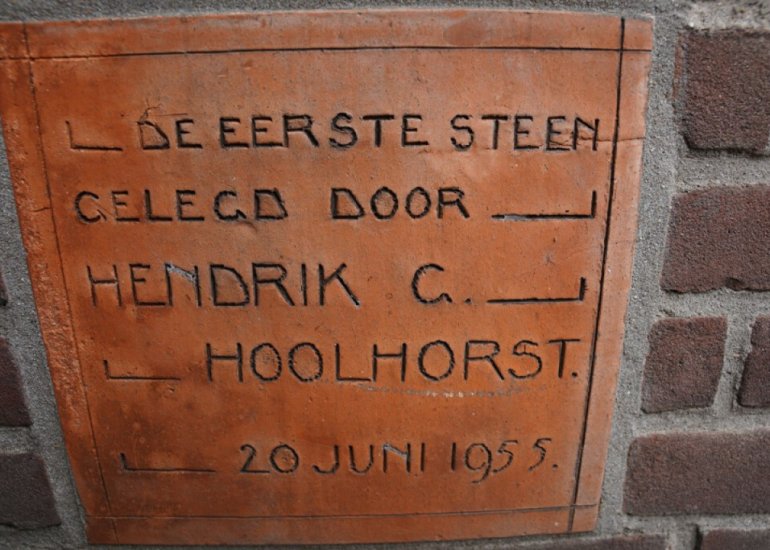 DE EERSTE STEEN
GELEGD DOOR
HENDRIK G.
HOOLHORST.
20 JUNI 1955.